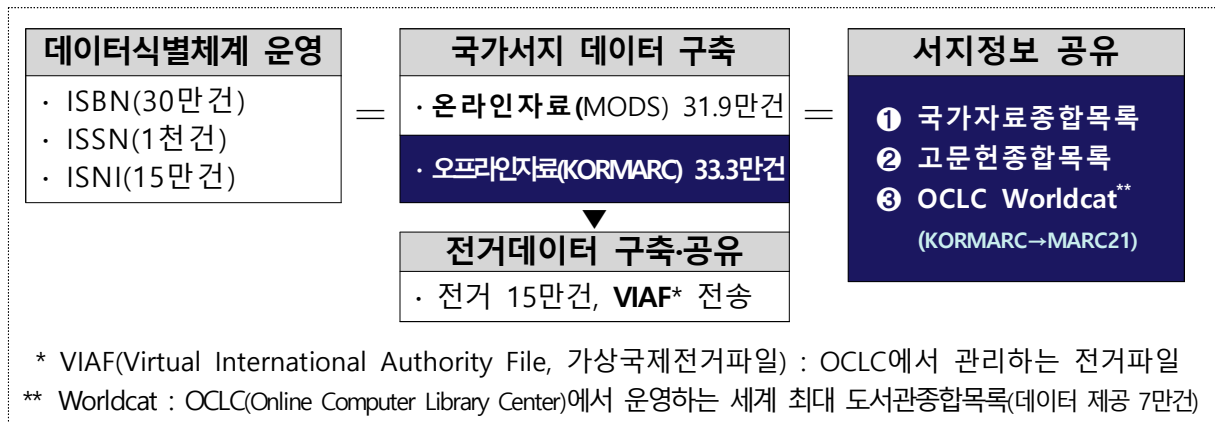 데이터식별체계 운영
· ISBN(30만건)
· ISSN(1천건)
· ISNI(15만건)
=
국가서지 데이터 구축
· 온라인자료(MODS) 31.9만건
· 오프라인자료(KORMARC) 33.3만건
▼
전거데이터 구축·공유
· 전거 15만건, VIAF* 전송
=
서지정보 공유
❶ 국가자료종합목록
❷ 고문헌종합목록
❸ OCLC Worldcat**
(KORMARC→MARC21)
* VIAF(Virtual International Authority File, 가상국제전거파일) : OCLC에서 관리하는 전거파일
** Worldcat : OCLC(Online Computer Library Center)에서 운영하는 세계 최대 도서관종합목록(데이터 제공 7만건)